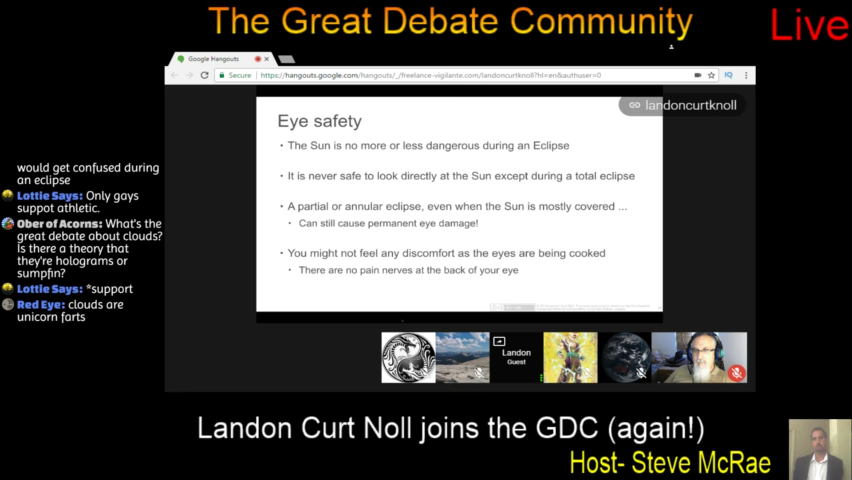 The Great Debate Community
Live
Google Hangouts
Secure
https://hangouts.google.com/hangouts/_/freelance-vigilante.com/landoncurtknoll?hl=en&authuser=0
landoncurtknoll
Eye safety
• The Sun is no more or less dangerous during an Eclipse
• It is never safe to look directly at the Sun except during a total eclipse
• A partial or annular eclipse, even when the Sun is mostly covered ...
• Can still cause permanent eye damage!
• You might not feel any discomfort as the eyes are being cooked
• There are no pain nerves at the back of your eye
would get confused during
an eclipse
Lottie Says: Only gays
suppot athletic.
Ober of Acorns: What's the
great debate about clouds?
Is there a theory that
they're holograms or
sumpfin?
Lottie Says: *support
Red Eye: clouds are
unicorn farts
Landon
Guest
Landon Curt Noll joins the GDC (again!)
Host- Steve McRae